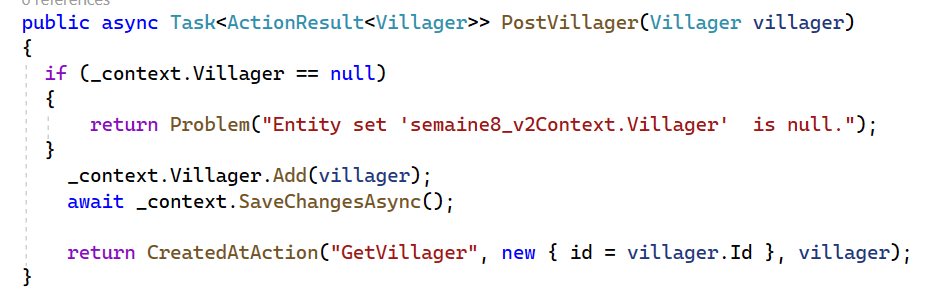 0 references
public async Task<ActionResult<Villager>> PostVillager(Villager villager)
{
if (_context.Villager == null)
{
return Problem("Entity set 'semaine8_v2Context.Villager'  is null.");
}
_context.Villager.Add(villager);
await _context.SaveChangesAsync();
return CreatedAtAction("GetVillager", new { id = villager.Id }, villager);
}